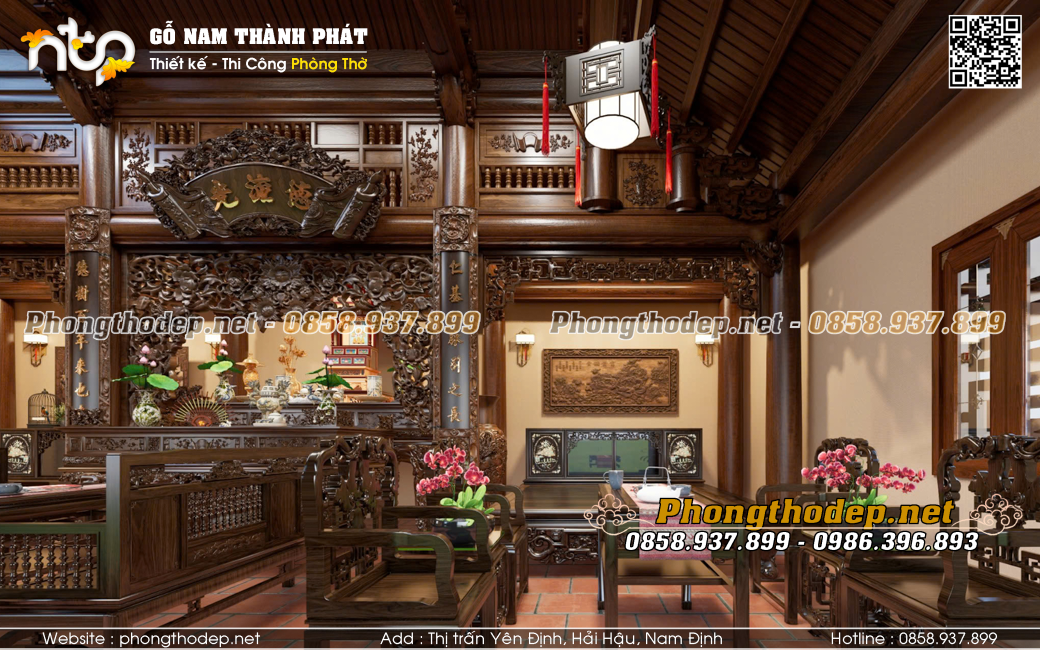 ntp
GỖ NAM THÀNH PHÁT
Thiết kế - Thi Công Phòng Thờ
Phongthodep.net - 0858.937.899
Phongthodep.net - 0858.937.899
Phongthodep.net
0858.937.899 - 0986.396.893
Website : phongthodep.net
Add : Thị trấn Yên Định, Hải Hậu, Nam Định
Hotline : 0858.937.899